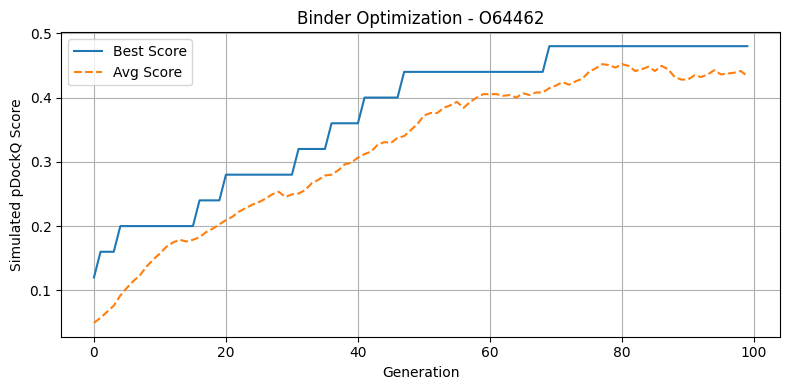 Binder Optimization - O64462
Best Score
Avg Score
Simulated pDockQ Score
0.5
0.4
0.3
0.2
0.1
0 20 40 60 80 100
Generation